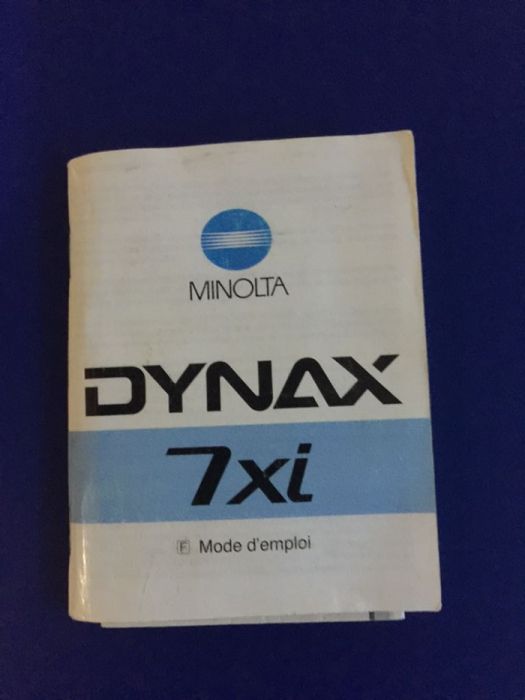 MINOLTA
DYNAX
7xi
F Mode d'emploi